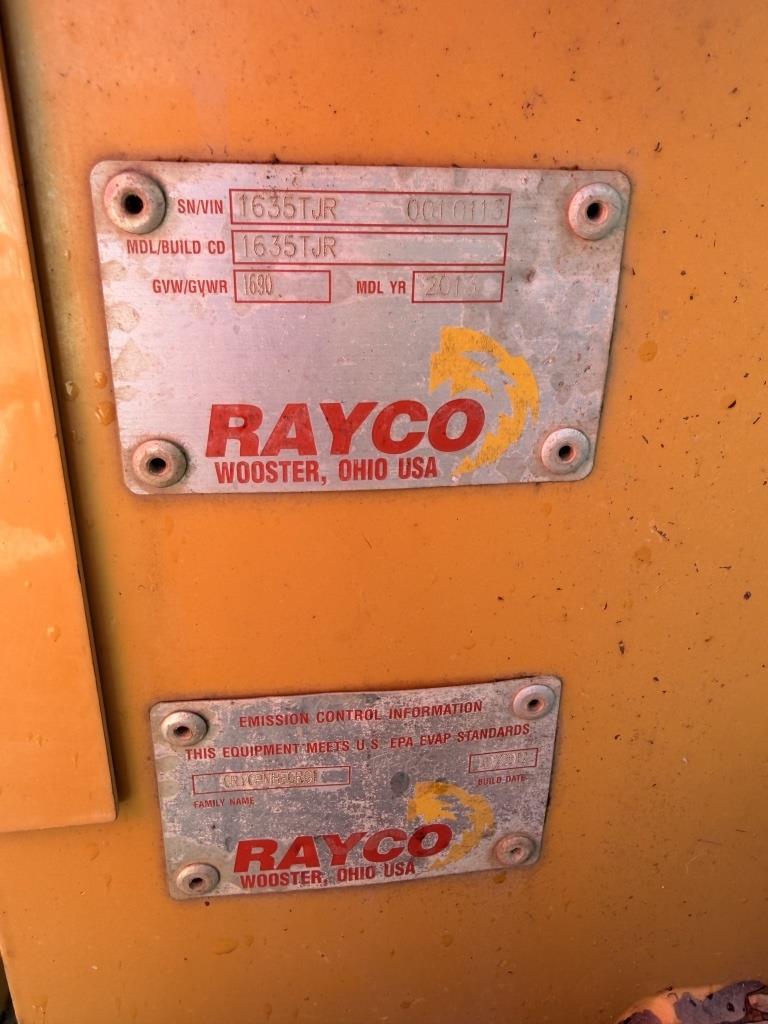 SN/VIN 1635TJR 0010113
MDL/BUILD CD 1635TJR
GVW/GVWR 1690 MDL YR 2013
RAYCO
WOOSTER, OHIO USA
EMISSION CONTROL INFORMATION
THIS EQUIPMENT MEETS U.S. EPA EVAP STANDARDS
FAMILY NAME BUILD DATE
RAYCO
WOOSTER, OHIO USA